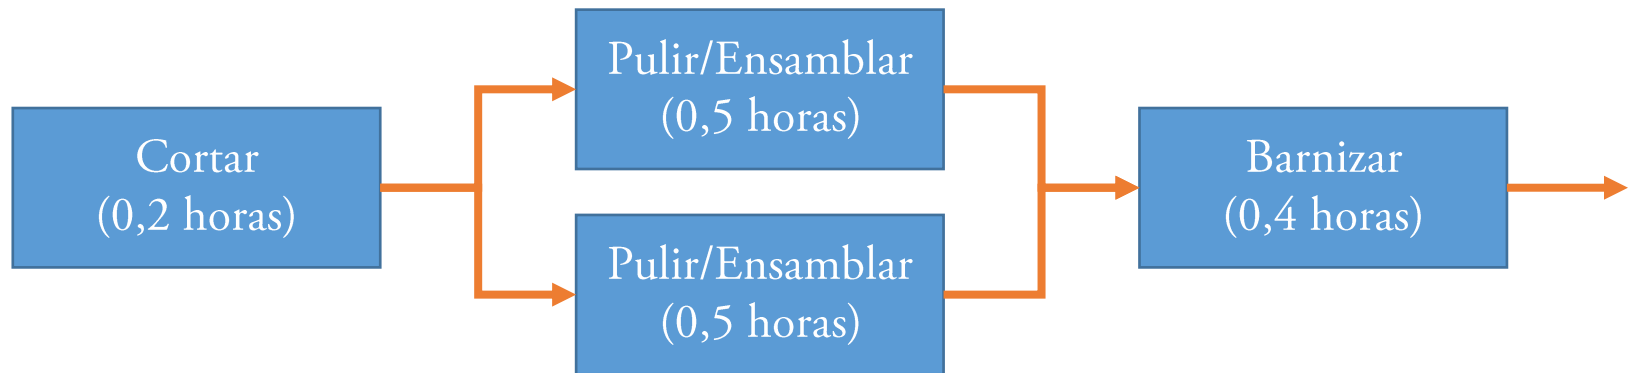 Cortar
(0,2 horas)
Pulir/Ensamblar
(0,5 horas)
Pulir/Ensamblar
(0,5 horas)
Barnizar
(0,4 horas)